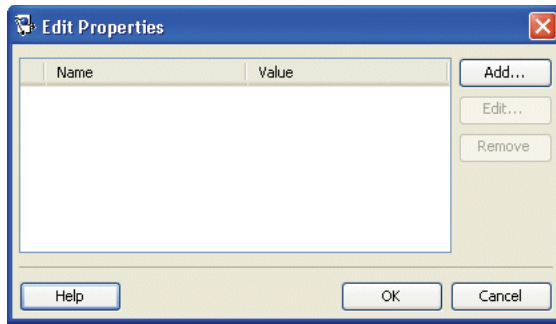 Edit Properties
Name Value
Add...
Edit...
Remove
Help OK Cancel